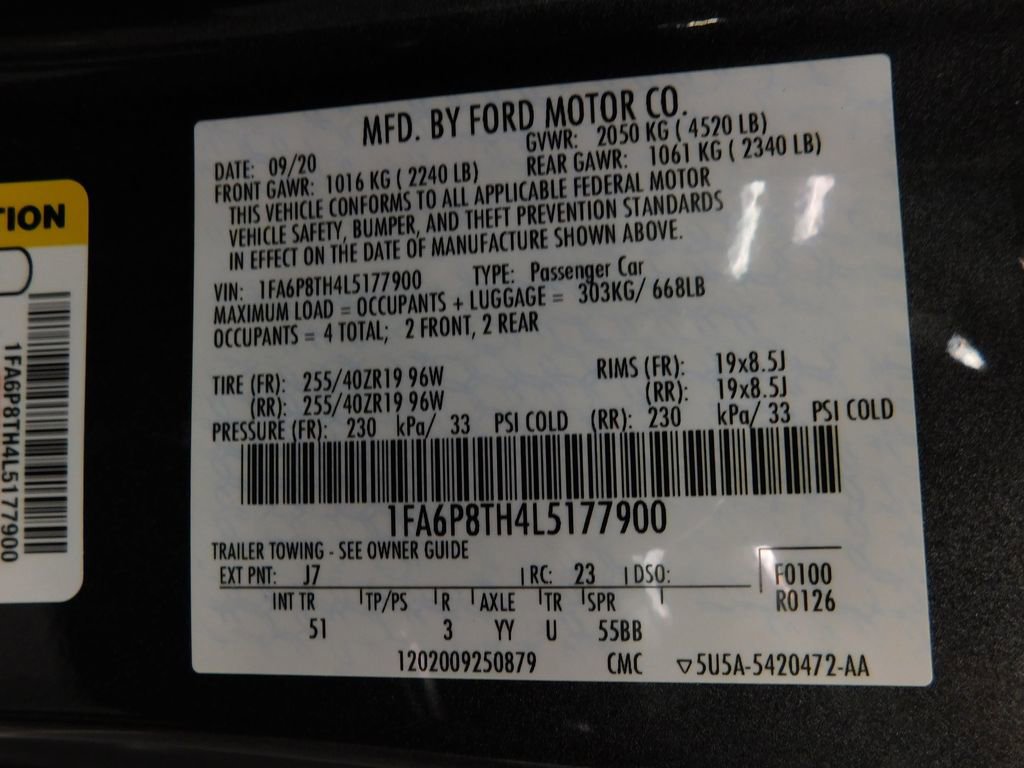 TION
1FA6P8TH4L5177900
MFD. BY FORD MOTOR CO.
DATE: 09/20 GVWR: 2050 KG ( 4520 LB)
FRONT GAWR: 1016 KG ( 2240 LB) REAR GAWR: 1061 KG ( 2340 LB)
THIS VEHICLE CONFORMS TO ALL APPLICABLE FEDERAL MOTOR
VEHICLE SAFETY, BUMPER, AND THEFT PREVENTION STANDARDS
IN EFFECT ON THE DATE OF MANUFACTURE SHOWN ABOVE.
VIN: 1FA6P8TH4L5177900 TYPE: Passenger Car
MAXIMUM LOAD = OCCUPANTS + LUGGAGE = 303KG/ 668LB
OCCUPANTS = 4 TOTAL; 2 FRONT, 2 REAR
TIRE (FR): 255/40ZR19 96W RIMS (FR): 19x8.5J
(RR): 255/40ZR19 96W (RR): 19x8.5J
PRESSURE (FR): 230 kPa/ 33 PSI COLD (RR): 230 kPa/ 33 PSI COLD
1FA6P8TH4L5177900
TRAILER TOWING - SEE OWNER GUIDE
EXT PNT: J7 RC: 23 DSO: F0100
INT TR TP/PS R AXLE TR SPR R0126
51 3 YY U 55BB
1202009250879 CMC ▽5U5A-5420472-AA